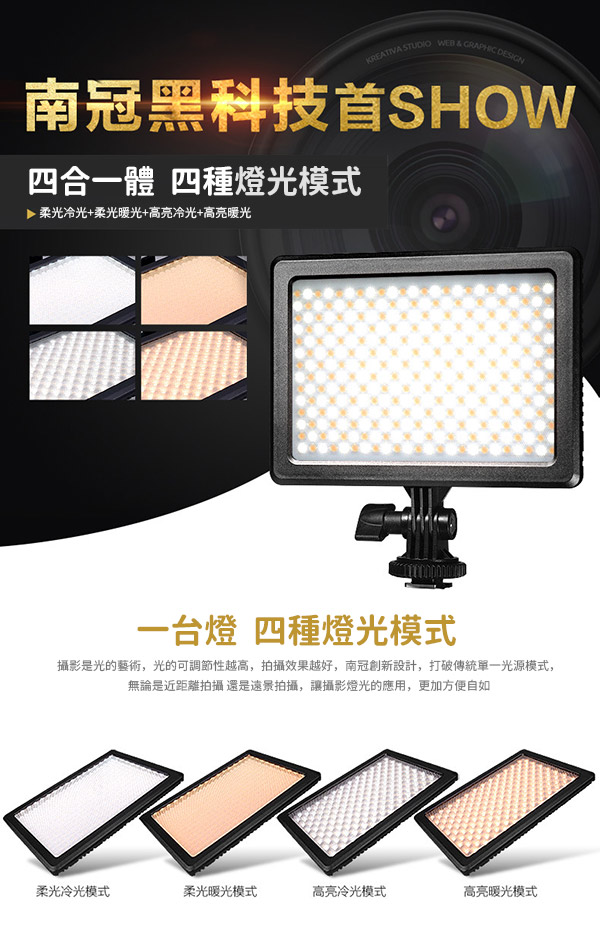 KREATIVA STUDIO WEB & GRAPHIC DESIGN
南冠黑科技首SHOW
四合一體 四種燈光模式
▶ 柔光冷光+柔光暖光+高亮冷光+高亮暖光
一台燈 四種燈光模式
攝影是光的藝術，光的可調節性越高，拍攝效果越好，南冠創新設計，打破傳統單一光源模式，
無論是近距離拍攝 還是遠景拍攝，讓攝影燈光的應用，更加方便自如
柔光冷光模式
柔光暖光模式
高亮冷光模式
高亮暖光模式